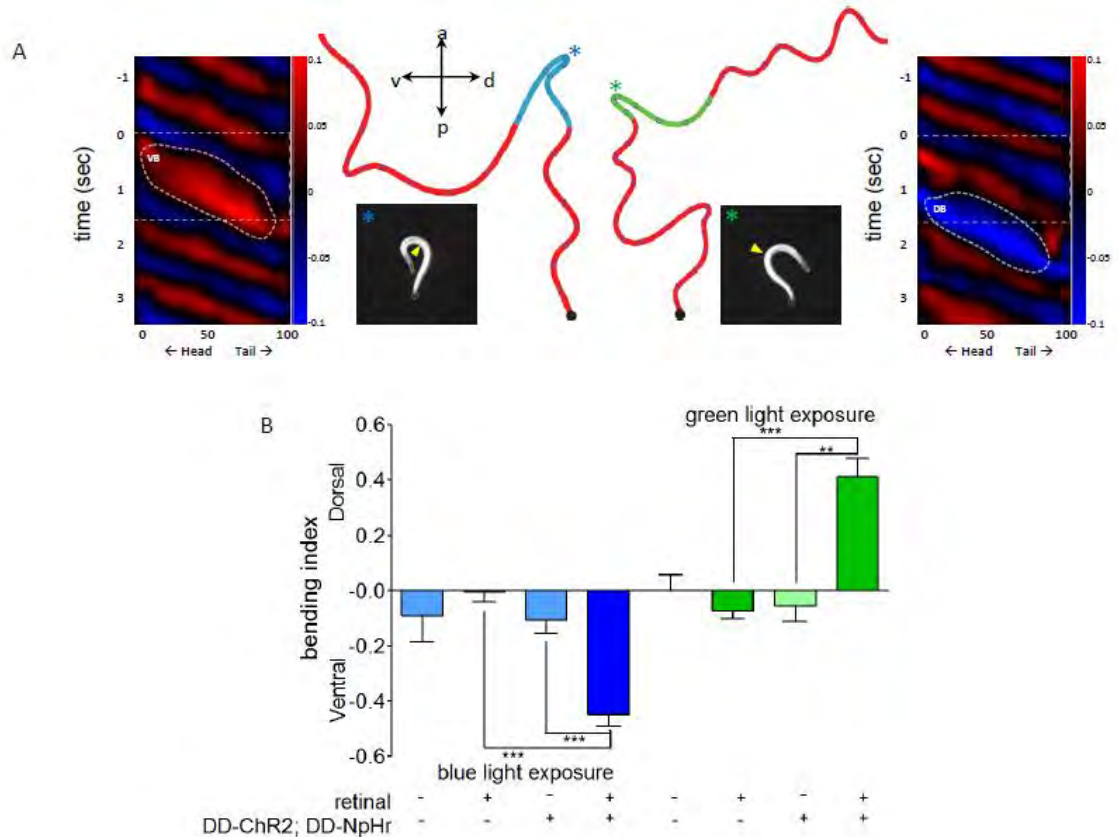 A
time (sec)
-1
0
1
2
3
VB
0.1
0.05
0
-0.05
-0.1
0 50 100
← Head Tail →
a
v d
p
*
*
*
*
time (sec)
-1
0
1
2
3
DB
0.1
0.05
0
-0.05
-0.1
0 50 100
← Head Tail →
B
bending index
Dorsal
Ventral
0.6
0.4
0.2
-0.0
-0.2
-0.4
-0.6
green light exposure
***
**
***
***
blue light exposure
retinal - + - + - + - +
DD-ChR2; DD-NpHr - - + + - - + +